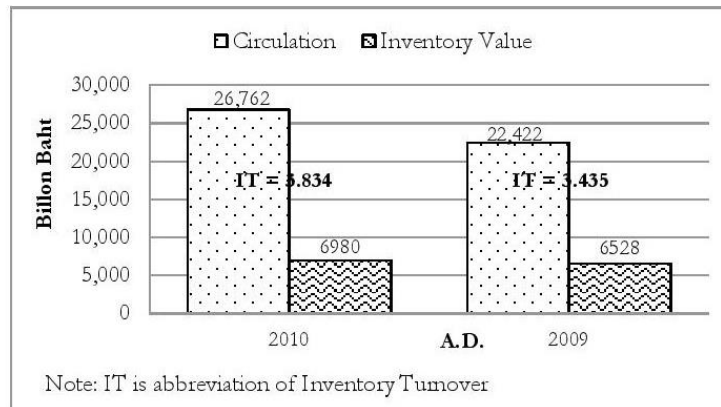 Circulation Inventory Value
Billon Baht
30,000
25,000
20,000
15,000
10,000
5,000
0
26,762
22,422
IT = 3.834
IT = 3.435
6980
6528
2010
A.D.
2009
Note: IT is abbreviation of Inventory Turnover